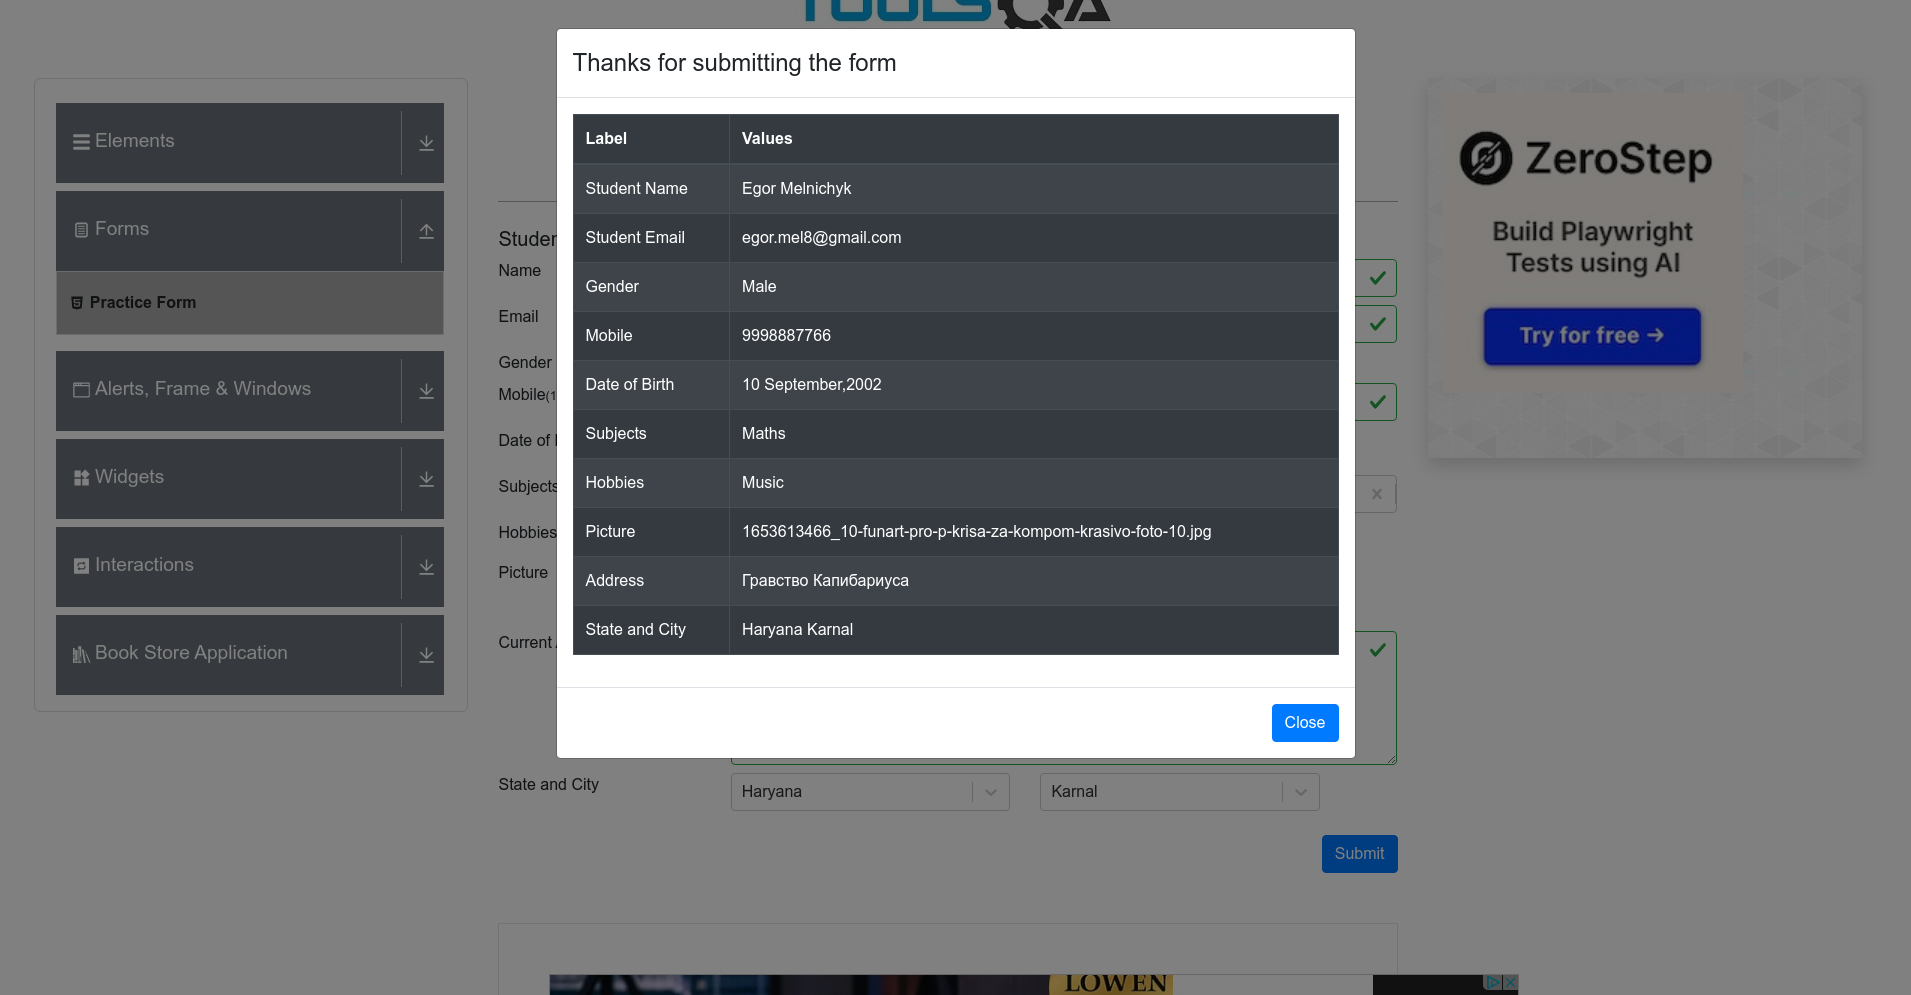 TOOLSQA
Thanks for submitting the form
Label Values
Student Name Egor Melnichyk
Student Email egor.mel8@gmail.com
Gender Male
Mobile 9998887766
Date of Birth 10 September,2002
Subjects Maths
Hobbies Music
Picture 1653613466_10-funart-pro-p-krisa-za-kompom-krasivo-foto-10.jpg
Address Гравство Капибариуса
State and City Haryana Karnal
Close
Elements
Forms
Practice Form
Alerts, Frame & Windows
Widgets
Interactions
Book Store Application
Name
Email
Gender
Mobile(1
Date of
Subjects
Hobbies
Picture
Current
State and City Haryana Karnal
Submit
ZeroStep
Build Playwright
Tests using AI
Try for free →
LÖWEN